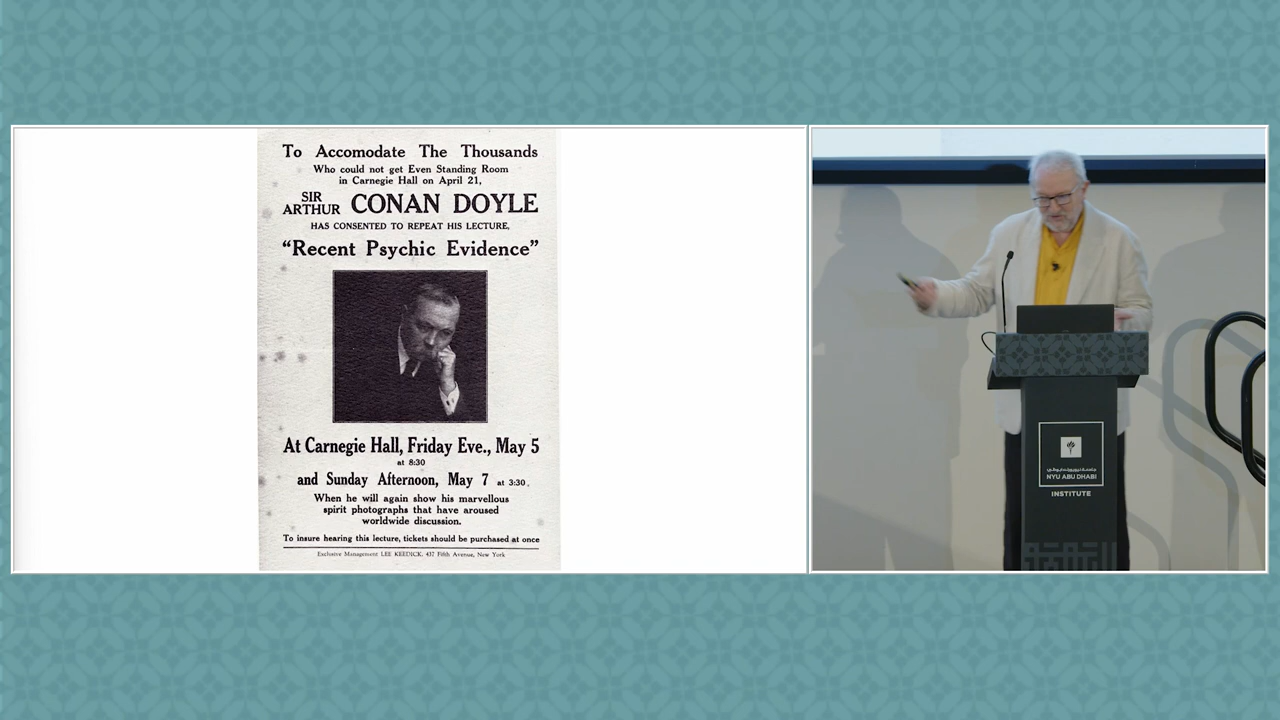 To Accomodate The Thousands
Who could not get Even Standing Room
in Carnegie Hall on April 21,
SIR
ARTHUR CONAN DOYLE
HAS CONSENTED TO REPEAT HIS LECTURE,
“Recent Psychic Evidence”
At Carnegie Hall, Friday Eve., May 5
at 8:30
and Sunday Afternoon, May 7 at 3:30.
When he will again show his marvellous
spirit photographs that have aroused
worldwide discussion.
To insure hearing this lecture, tickets should be purchased at once
Exclusive Management LEE KEEDICK, 437 Fifth Avenue, New York
جامعة نيويورك أبوظبي
NYU ABU DHABI
INSTITUTE